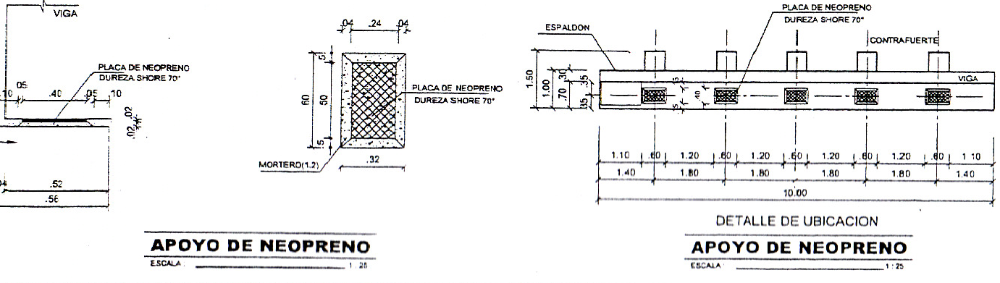 VIGA
PLACA DE NEOPRENO
DUREZA SHORE 70°
.10
05
.40
.05
10
.02
.02
.52
.56
.04
.24
.04
5
60
50
.5
PLACA DE NEOPRENO
DUREZA SHORE 70°
MORTERO(1.2)
.32
APOYO DE NEOPRENO
ESCALA :
1 : 25
PLACA DE NEOPRENO
DUREZA SHORE 70°
ESPALDON
CONTRAFUERTE
VIGA
1.50
1.00
.70
.30
.35
.35
.40
1.10
.60
1.20
.60
1.20
.60
1.20
.60
1.20
.60
1 10
1.40
1.80
1.80
1.80
1.80
1.40
10.00
DETALLE DE UBICACION
APOYO DE NEOPRENO
ESCALA :
1 : 25